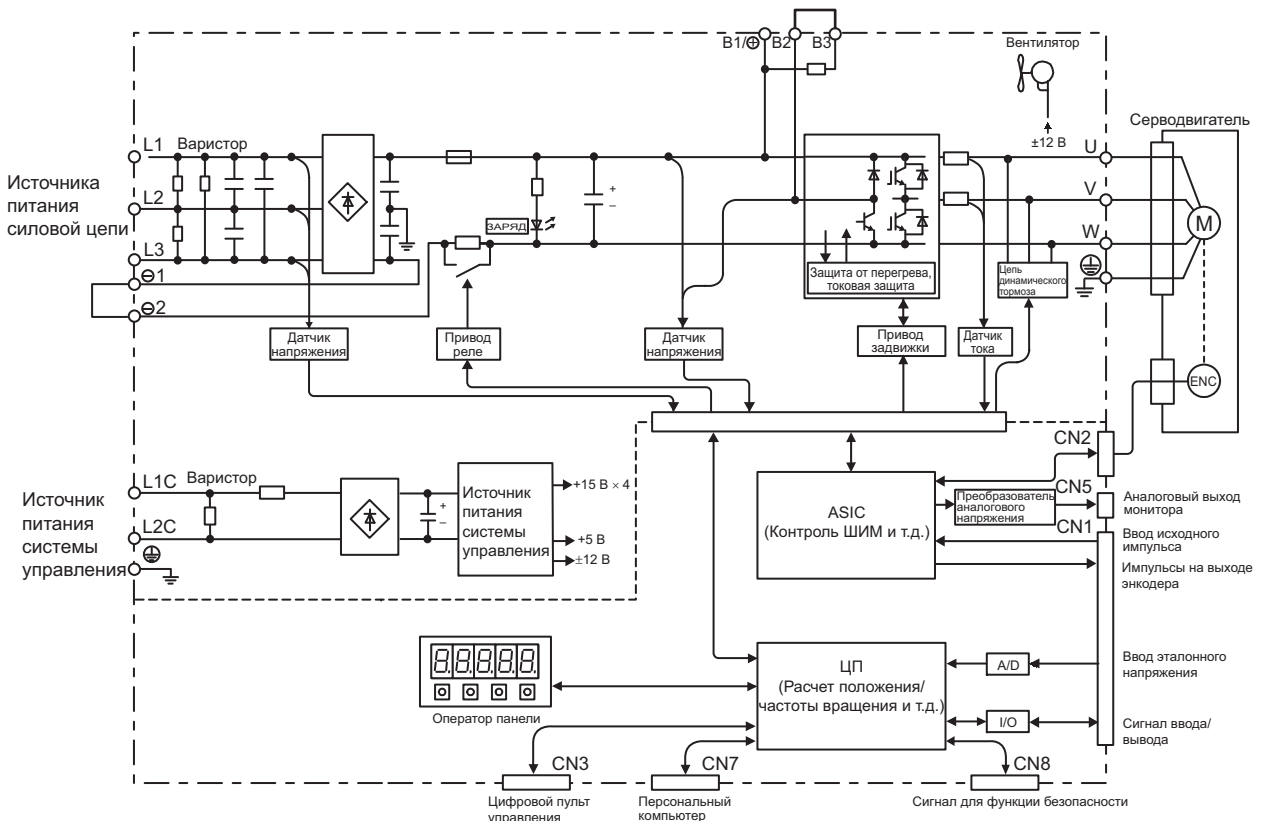 B1/⊕ B2 B3
Вентилятор
±12 В
Серводвигатель
L1 Варистор
U
Источника
питания
силовой цепи
L2
V
ЗАРЯД
+
–
W
M
L3
⊖1
⊖2
Защита от перегрева,
токовая защита
Цепь
динамического
тормоза
Датчик
напряжения
Привод
реле
Датчик
напряжения
Привод
задвижки
Датчик
тока
ENC
CN2
L1C Варистор
Источник
питания
системы
управления
L2C
+
–
Источник
питания
системы
управления
+15 В × 4
+5 В
±12 В
ASIC
(Контроль ШИМ и т.д.)
Преобразователь
аналогового
напряжения
CN5
Аналоговый выход
монитора
CN1
Ввод исходного
импульса
Импульсы на выходе
энкодера
8.8.8.8.8.
Оператор панели
ЦП
(Расчет положения/
частоты вращения и т.д.)
A/D
Ввод эталонного
напряжения
I/O
Сигнал ввода/
вывода
CN3
CN7
CN8
Цифровой пульт
управления
Персональный
компьютер
Сигнал для функции безопасности